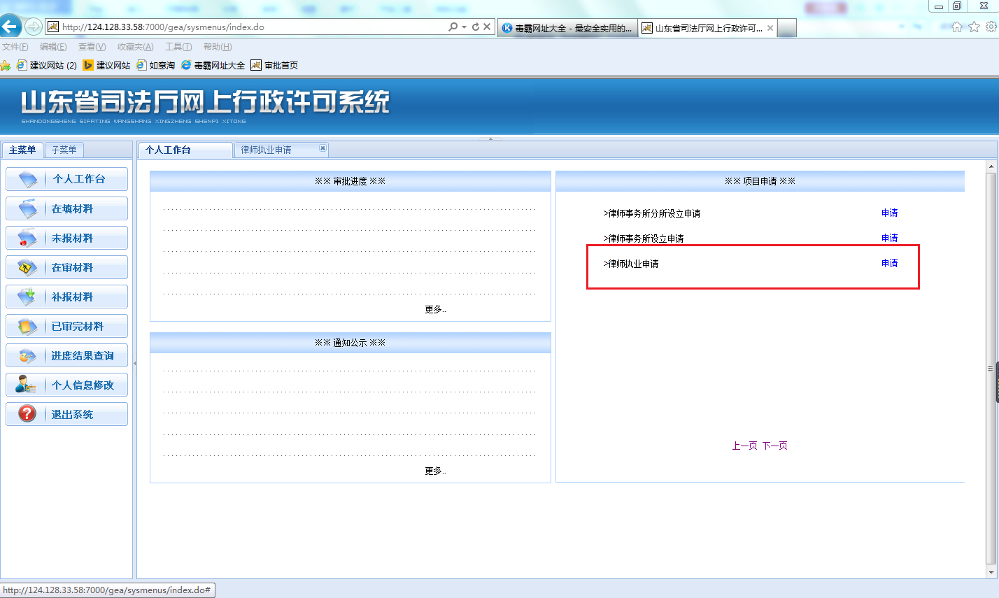 http://124.128.33.58:7000/gea/sysmenus/index.do
毒霸网址大全 - 最安全实用的...
山东省司法厅网上行政许可...
文件(F) 编辑(E) 查看(V) 收藏夹(A) 工具(T) 帮助(H)
建议网站 (2) 建议网站 如意淘 毒霸网址大全 审批首页
山东省司法厅网上行政许可系统
SHANDONGSHENG SIFATING WANGSHANG XINGZHENG SHENPI XITONG
主菜单 子菜单
个人工作台 律师执业申请
个人工作台
在填材料
未报材料
在审材料
补报材料
已审完材料
进度结果查询
个人信息修改
退出系统
※※ 审批进度 ※※
更多..
※※ 通知公示 ※※
更多..
※※ 项目申请 ※※
>律师事务所分所设立申请 申请
>律师事务所设立申请 申请
>律师执业申请 申请
上一页 下一页
http://124.128.33.58:7000/gea/sysmenus/index.do#